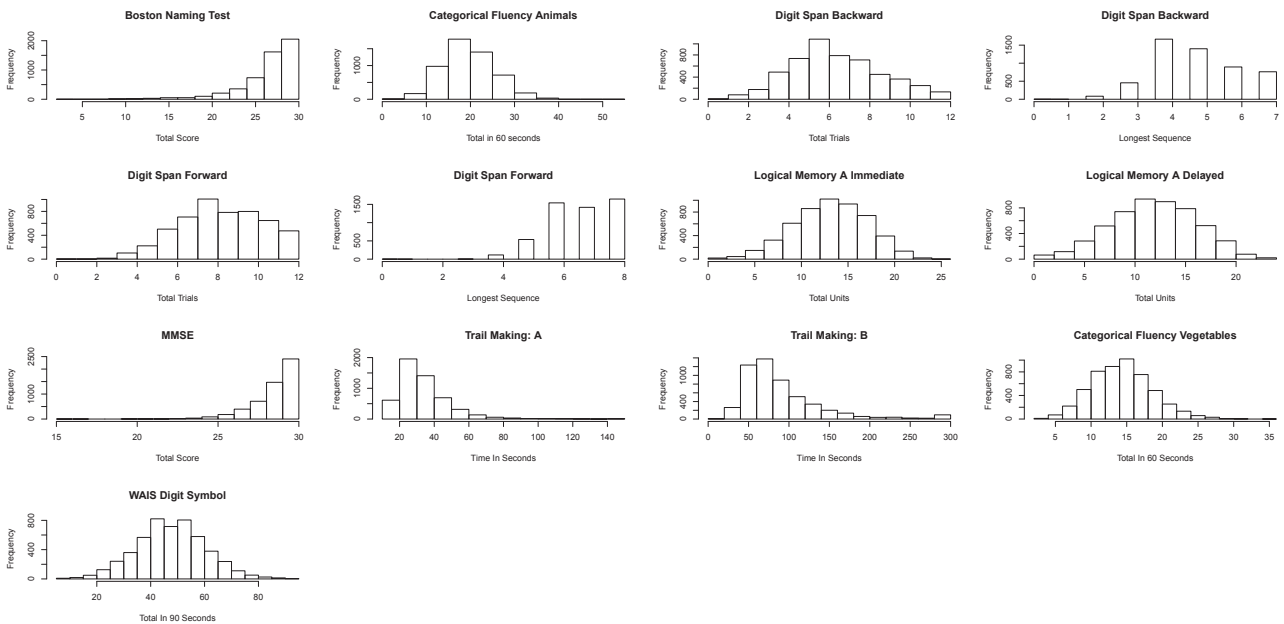 Boston Naming Test
Frequency
0 1000 2000
5 10 15 20 25 30
Total Score
Categorical Fluency Animals
Frequency
0 1000
0 10 20 30 40 50
Total in 60 seconds
Digit Span Backward
Frequency
0 400 800
0 2 4 6 8 10 12
Total Trials
Digit Span Backward
Frequency
0 500 1500
0 1 2 3 4 5 6 7
Longest Sequence
Digit Span Forward
Frequency
0 400 800
0 2 4 6 8 10 12
Total Trials
Digit Span Forward
Frequency
0 500 1500
0 2 4 6 8
Longest Sequence
Logical Memory A Immediate
Frequency
0 400 800
0 5 10 15 20 25
Total Units
Logical Memory A Delayed
Frequency
0 400 800
0 5 10 15 20
Total Units
MMSE
Frequency
0 1000 2500
15 20 25 30
Total Score
Trail Making: A
Frequency
0 1000 2000
20 40 60 80 100 120 140
Time In Seconds
Trail Making: B
Frequency
0 400 1000
0 50 100 150 200 250 300
Time In Seconds
Categorical Fluency Vegetables
Frequency
0 400 800
5 10 15 20 25 30 35
Total In 60 Seconds
WAIS Digit Symbol
Frequency
0 400 800
20 40 60 80
Total In 90 Seconds